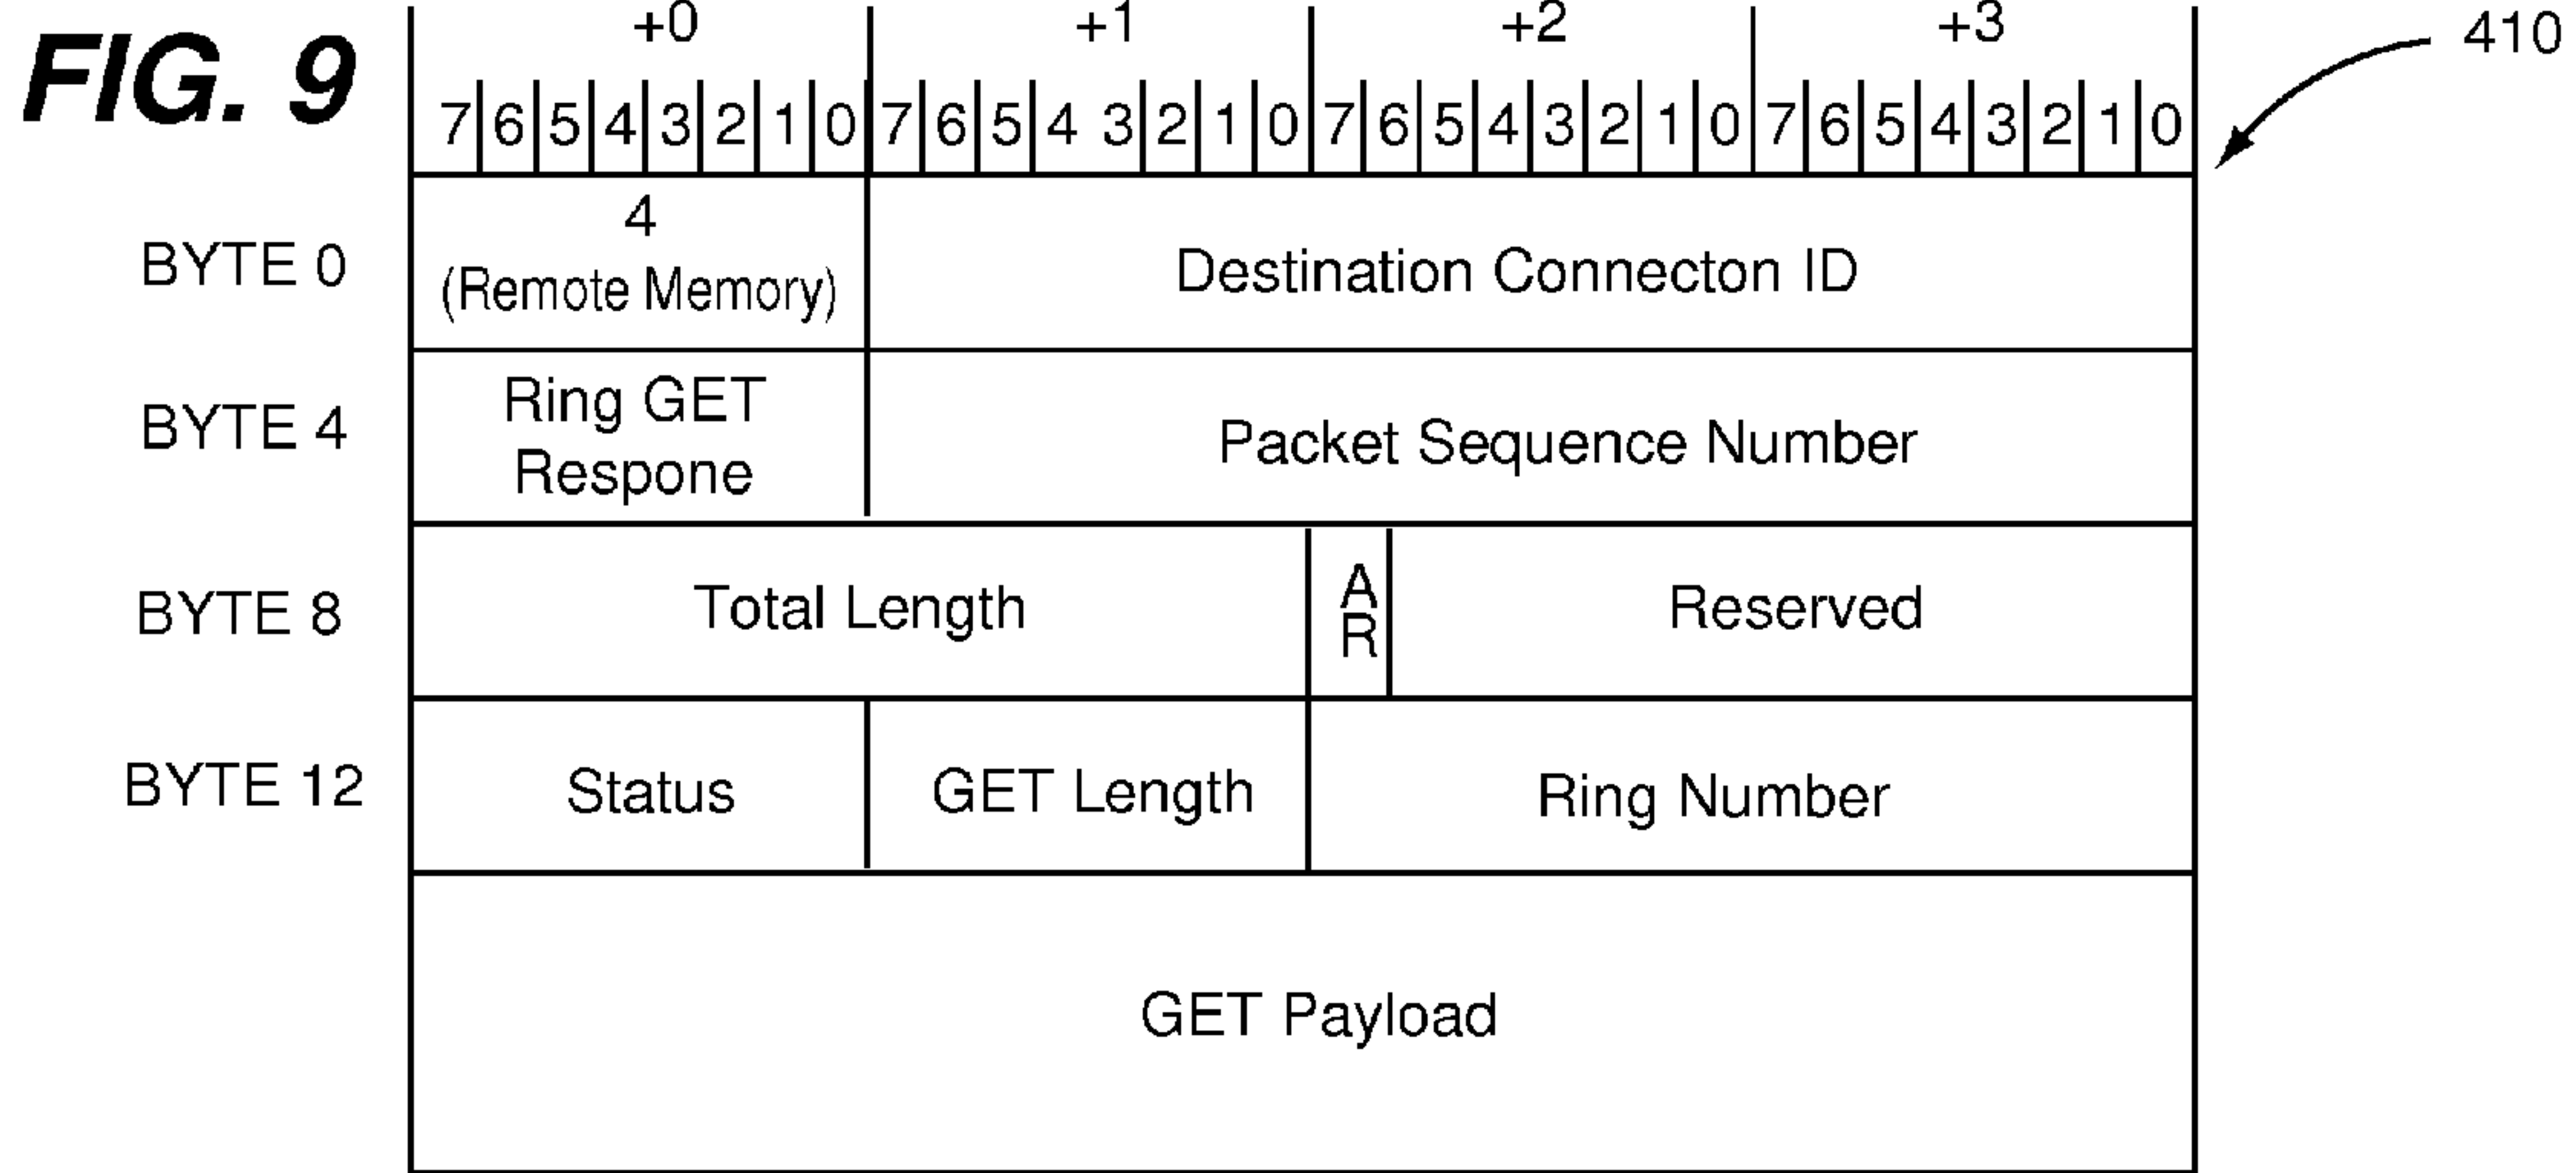 FIG. 9
+0 +1 +2 +3
410
7 6 5 4 3 2 1 0 7 6 5 4 3 2 1 0 7 6 5 4 3 2 1 0 7 6 5 4 3 2 1 0
BYTE 0
4
(Remote Memory)
Destination Connecton ID
BYTE 4
Ring GET
Respone
Packet Sequence Number
BYTE 8
Total Length
A
R
Reserved
BYTE 12
Status
GET Length
Ring Number
GET Payload